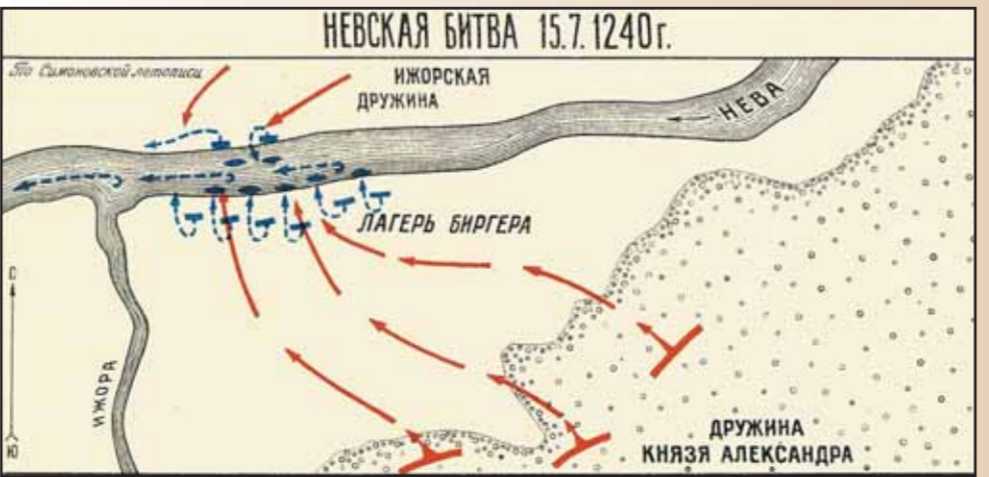 НЕВСКАЯ БИТВА 15.7.1240г.
По Симоновской летописи
ИЖОРСКАЯ
ДРУЖИНА
НЕВА
ЛАГЕРЬ БИРГЕРА
С
Ю
ИЖОРА
ДРУЖИНА
КНЯЗЯ АЛЕКСАНДРА